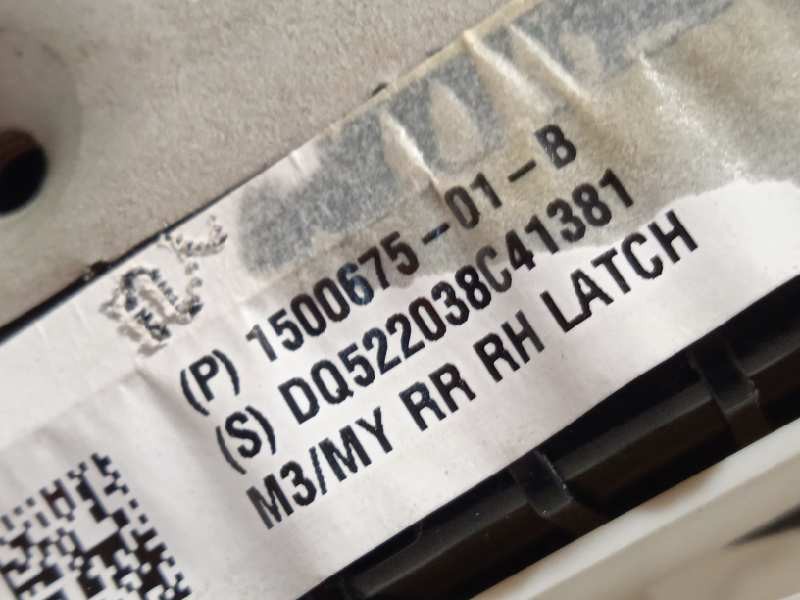 (P) 1500675-01-B
(S) DQ522038C41381
M3/MY RR RH LATCH